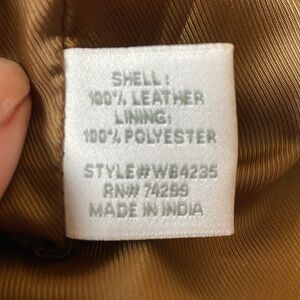 SHELL:
100% LEATHER
LINING:
100% POLYESTER
STYLE# WB4235
RN# 74299
MADE IN INDIA